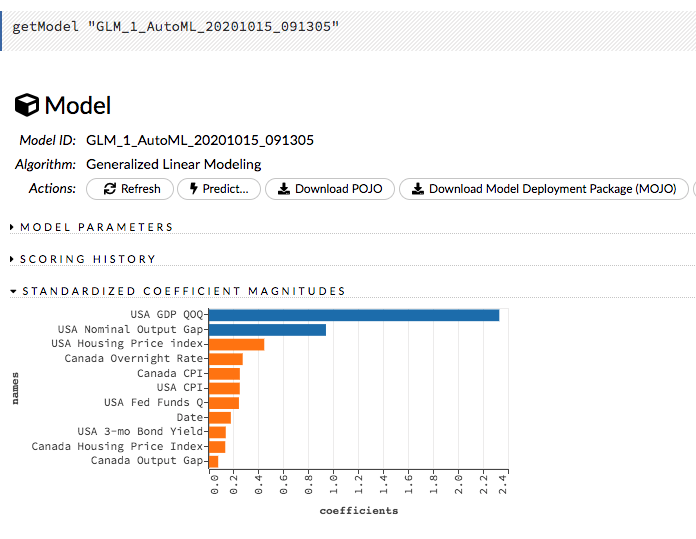 getModel "GLM_1_AutoML_20201015_091305"
Model
Model ID: GLM_1_AutoML_20201015_091305
Algorithm: Generalized Linear Modeling
Actions: Refresh Predict... Download POJO Download Model Deployment Package (MOJO)
MODEL PARAMETERS
SCORING HISTORY
STANDARDIZED COEFFICIENT MAGNITUDES
USA GDP QOQ
USA Nominal Output Gap
USA Housing Price index
Canada Overnight Rate
Canada CPI
USA CPI
USA Fed Funds Q
Date
USA 3-mo Bond Yield
Canada Housing Price Index
Canada Output Gap
names
0.0 0.2 0.4 0.6 0.8 1.0 1.2 1.4 1.6 1.8 2.0 2.2 2.4
coefficients